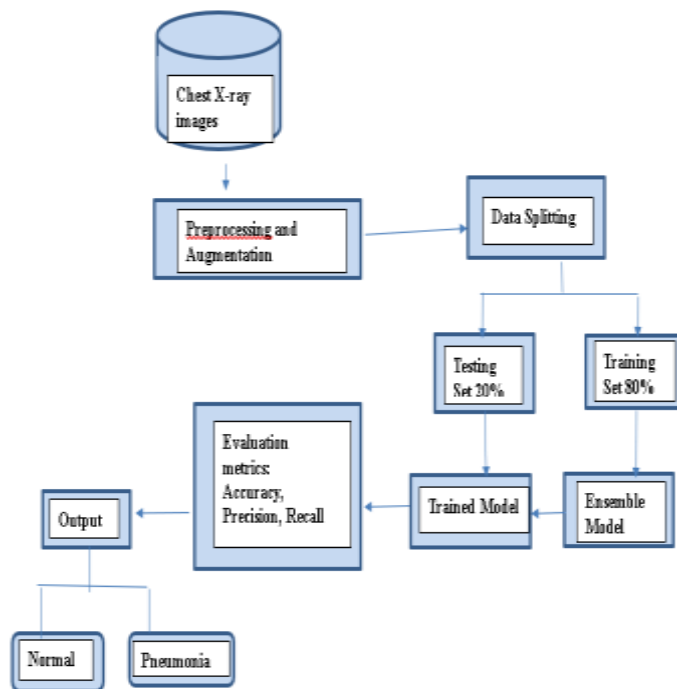 Chest X-ray
images
Preprocessing and
Augmentation
Data Splitting
Testing
Set 20%
Training
Set 80%
Evaluation
metrics:
Accuracy,
Precision, Recall
Trained Model
Ensemble
Model
Output
Normal
Pneumonia